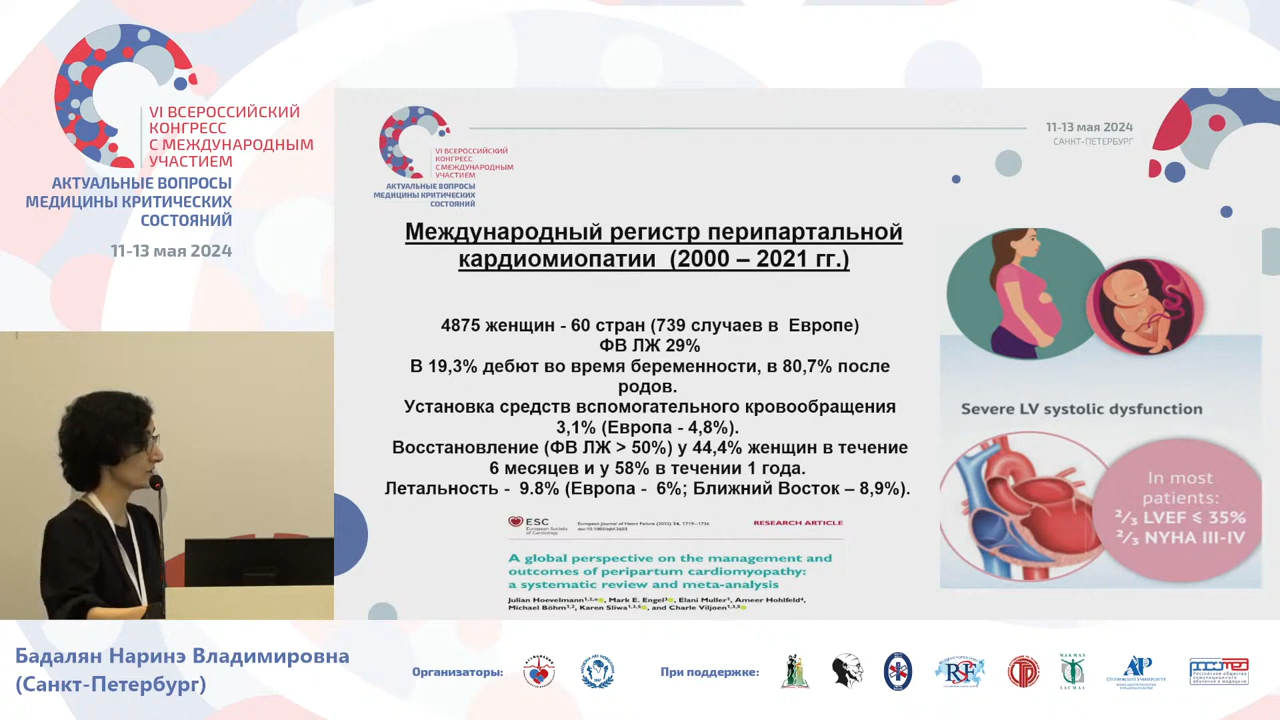 VI ВСЕРОССИЙСКИЙ
КОНГРЕСС
С МЕЖДУНАРОДНЫМ
УЧАСТИЕМ
АКТУАЛЬНЫЕ ВОПРОСЫ
МЕДИЦИНЫ КРИТИЧЕСКИХ
СОСТОЯНИЙ
11-13 мая 2024
VI ВСЕРОССИЙСКИЙ
КОНГРЕСС
С МЕЖДУНАРОДНЫМ
УЧАСТИЕМ
АКТУАЛЬНЫЕ ВОПРОСЫ
МЕДИЦИНЫ КРИТИЧЕСКИХ
СОСТОЯНИЙ
11-13 мая 2024
САНКТ-ПЕТЕРБУРГ
Международный регистр перипартальной
кардиомиопатии (2000 – 2021 гг.)
4875 женщин - 60 стран (739 случаев в Европе)
ФВ ЛЖ 29%
В 19,3% дебют во время беременности, в 80,7% после
родов.
Установка средств вспомогательного кровообращения
3,1% (Европа - 4,8%).
Восстановление (ФВ ЛЖ > 50%) у 44,4% женщин в течение
6 месяцев и у 58% в течении 1 года.
Летальность - 9.8% (Европа - 6%; Ближний Восток – 8,9%).
Severe LV systolic dysfunction
In most
patients:
⅔ LVEF ⩽ 35%
⅔ NYHA III-IV
ESC
European Society
of Cardiology
European Journal of Heart Failure
RESEARCH ARTICLE
A global perspective on the management and
outcomes of peripartum cardiomyopathy:
a systematic review and meta-analysis
Julian Hoevelmann, Mark E. Engel, Elani Muller, Ameer Hohlfeld,
Michael Böhm, Karen Sliwa, and Charle Viljoen
Бадалян Наринэ Владимировна
(Санкт-Петербург)
Организаторы:
При поддержке: